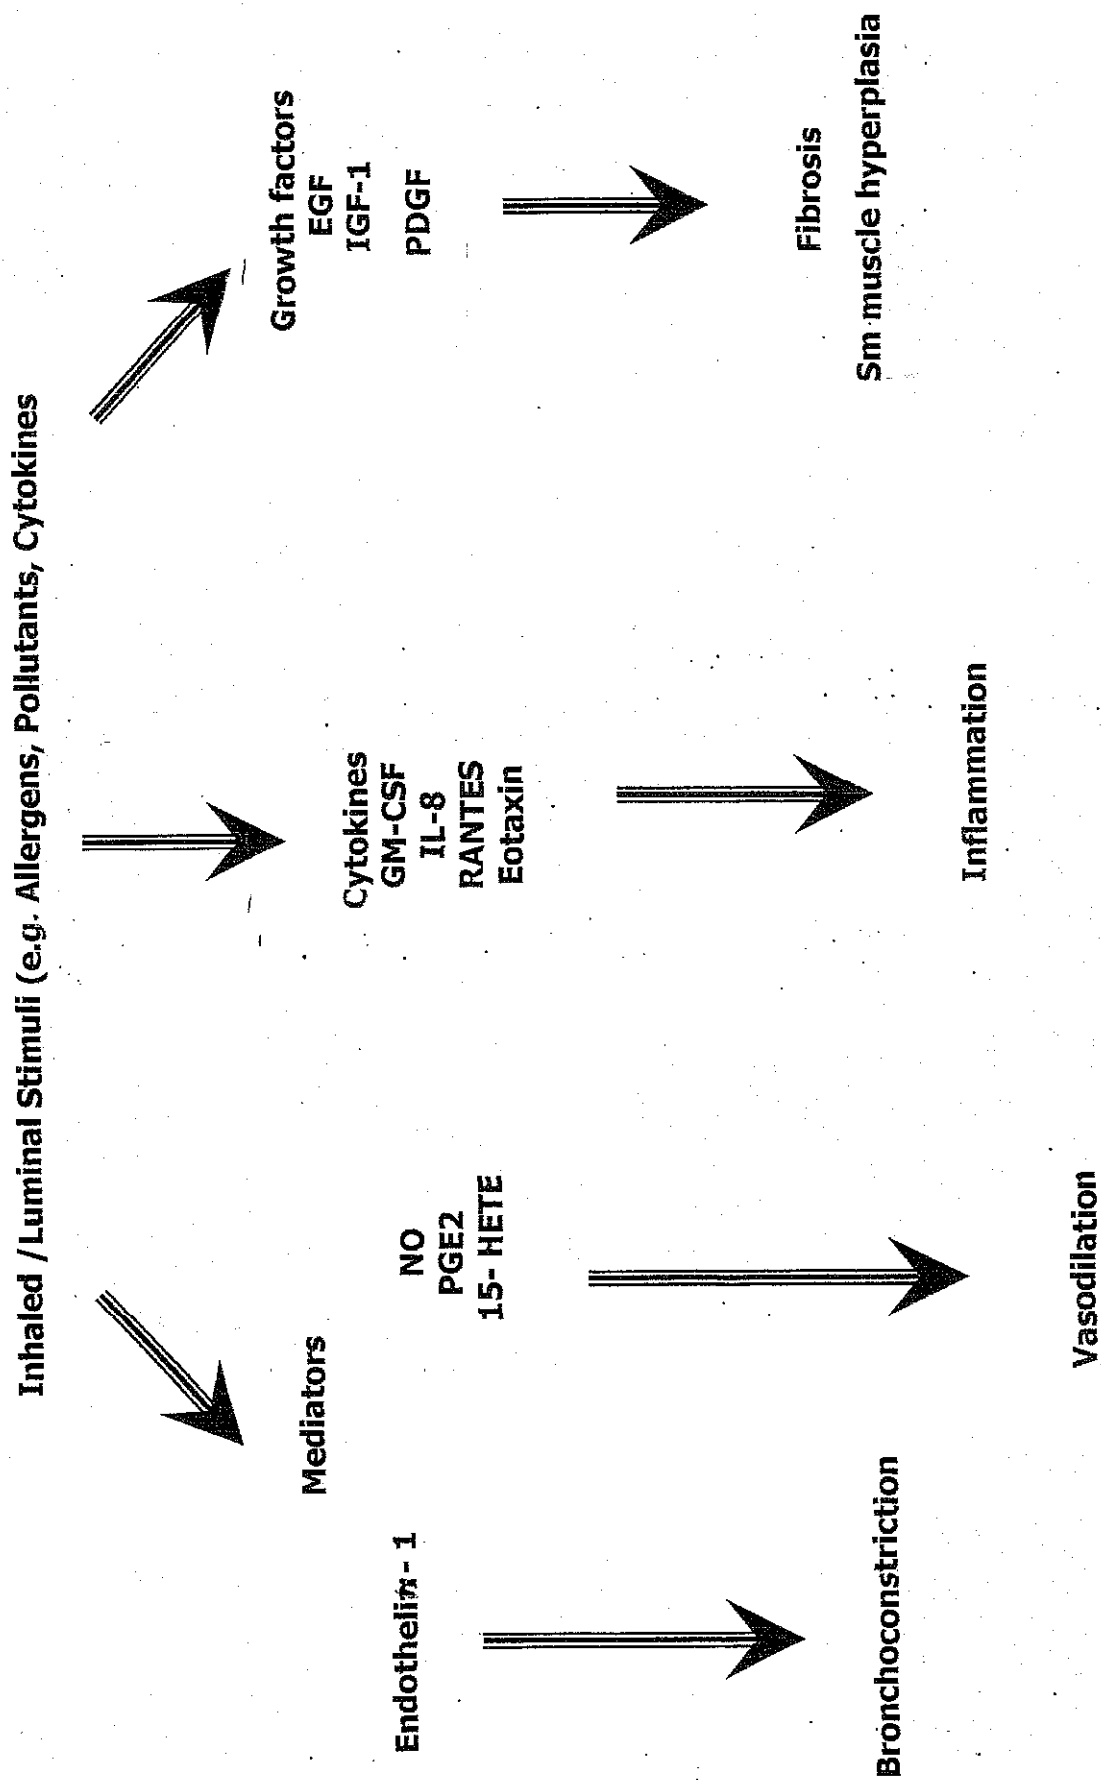 Inhaled /Luminal Stimuli (e.g. Allergens, Pollutants, Cytokines
Mediators
Endothelin- 1
Bronchoconstriction
NO
PGE2
15- HETE
Vasodilation
Cytokines
GM-CSF
IL-8
RANTES
Eotaxin
Inflammation
Growth factors
EGF
IGF-1
PDGF
Fibrosis
Sm muscle hyperplasia